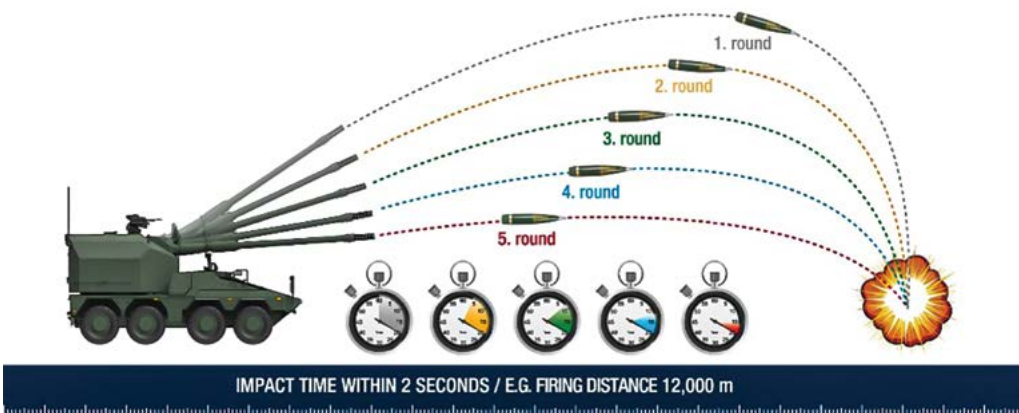 1. round
2. round
3. round
4. round
5. round
IMPACT TIME WITHIN 2 SECONDS / E.G. FIRING DISTANCE 12,000 m